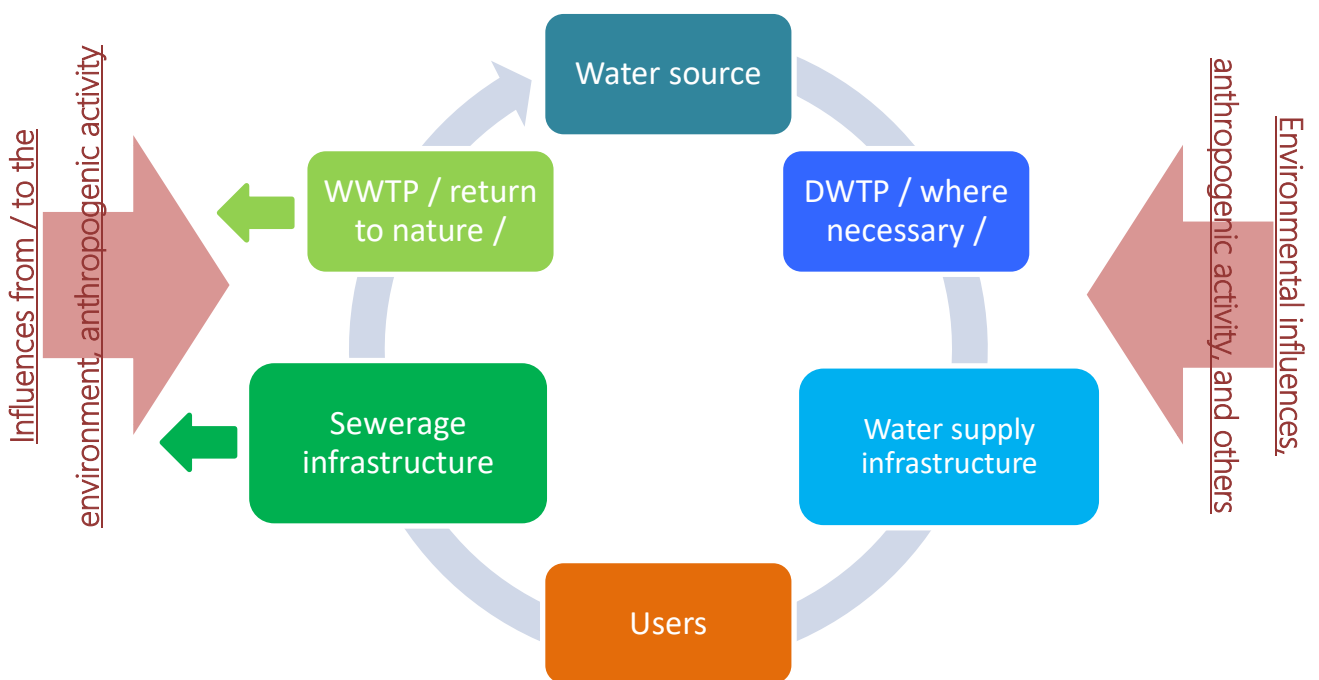 Water source
WWTP / return
to nature /
DWTP / where
necessary /
Influences from / to the
environment, anthropogenic activity
Environmental influences,
anthropogenic activity, and others
Sewerage
infrastructure
Water supply
infrastructure
Users